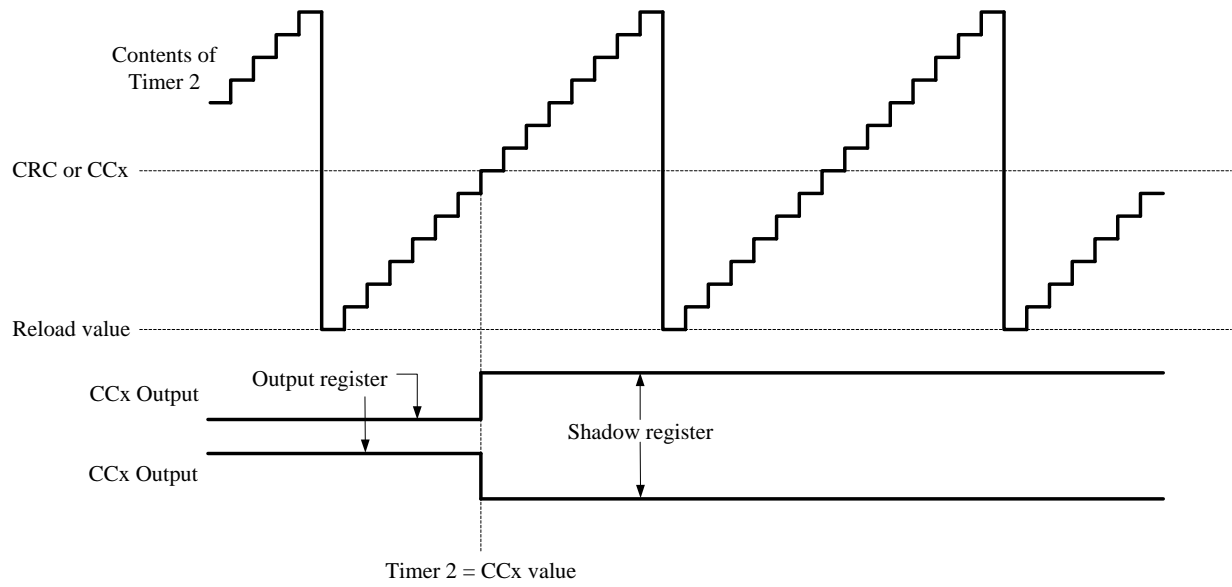 Contents of
Timer 2
CRC or CCx
Reload value
Output register
CCx Output
Shadow register
CCx Output
Timer 2 = CCx value